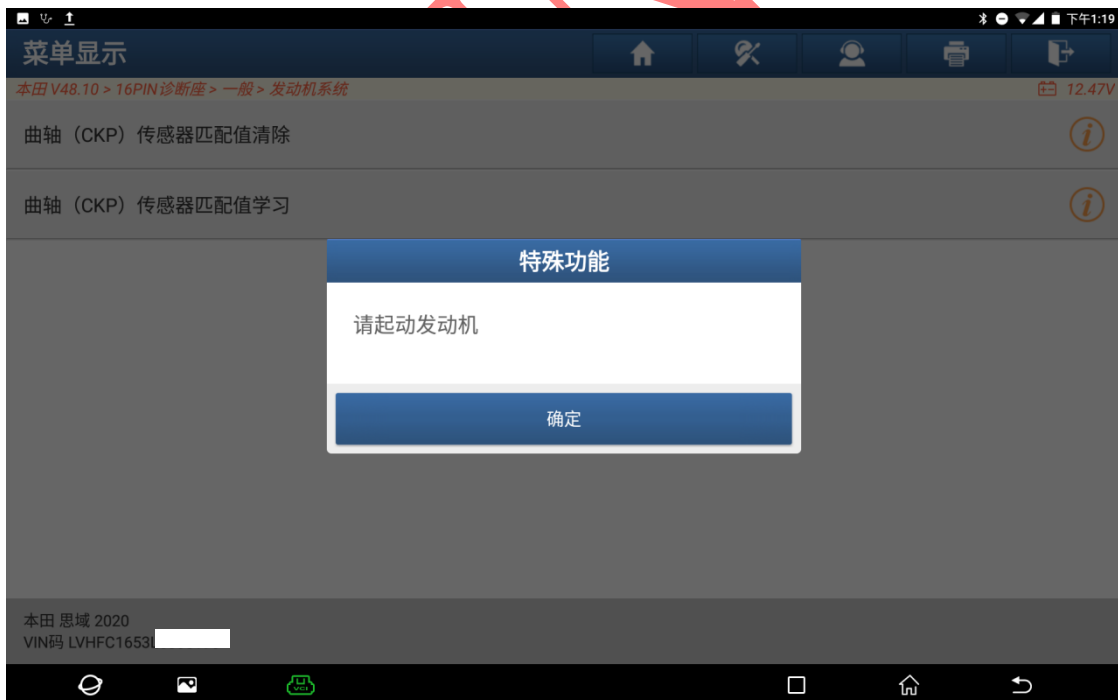 下午1:19
菜单显示
本田 V48.10 > 16PIN诊断座 > 一般 > 发动机系统
12.47V
曲轴（CKP）传感器匹配值清除
i
曲轴（CKP）传感器匹配值学习
i
特殊功能
请起动发动机
确定
本田 思域 2020
VIN码 LVHFC1653L
VCI